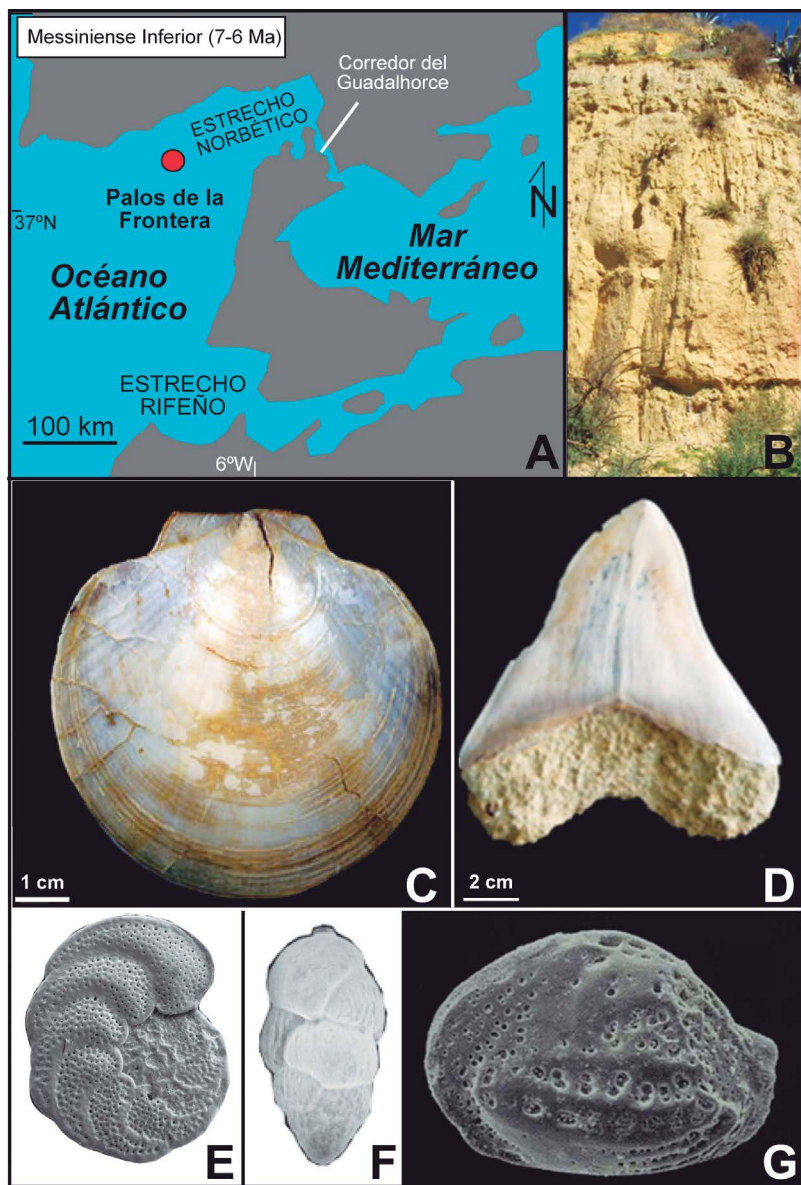 Messiniense Inferior (7-6 Ma)
Corredor del
Guadalhorce
ESTRECHO
NORBÉTICO
Palos de la
Frontera
37ºN
N
Mar
Mediterráneo
Océano
Atlántico
ESTRECHO
RIFEÑO
100 km
6ºW
A
B
1 cm
C
2 cm
D
E
F
G